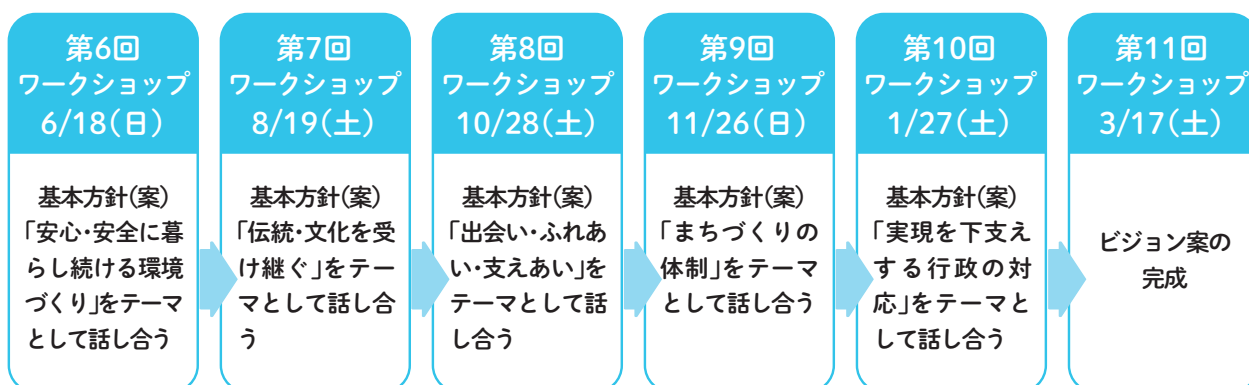 第6回
ワークショップ
6/18(日)
基本方針(案)
「安心・安全に暮
らし続ける環境
づくり」をテーマ
として話し合う
第7回
ワークショップ
8/19(土)
基本方針(案)
「伝統・文化を受
け継ぐ」をテー
マとして話し合
う
第8回
ワークショップ
10/28(土)
基本方針(案)
「出会い・ふれあ
い・支えあい」を
テーマとして話
し合う
第9回
ワークショップ
11/26(日)
基本方針(案)
「まちづくりの
体制」をテーマ
として話し合う
第10回
ワークショップ
1/27(土)
基本方針(案)
「実現を下支え
する行政の対
応」をテーマと
して話し合う
第11回
ワークショップ
3/17(土)
ビジョン案の
完成